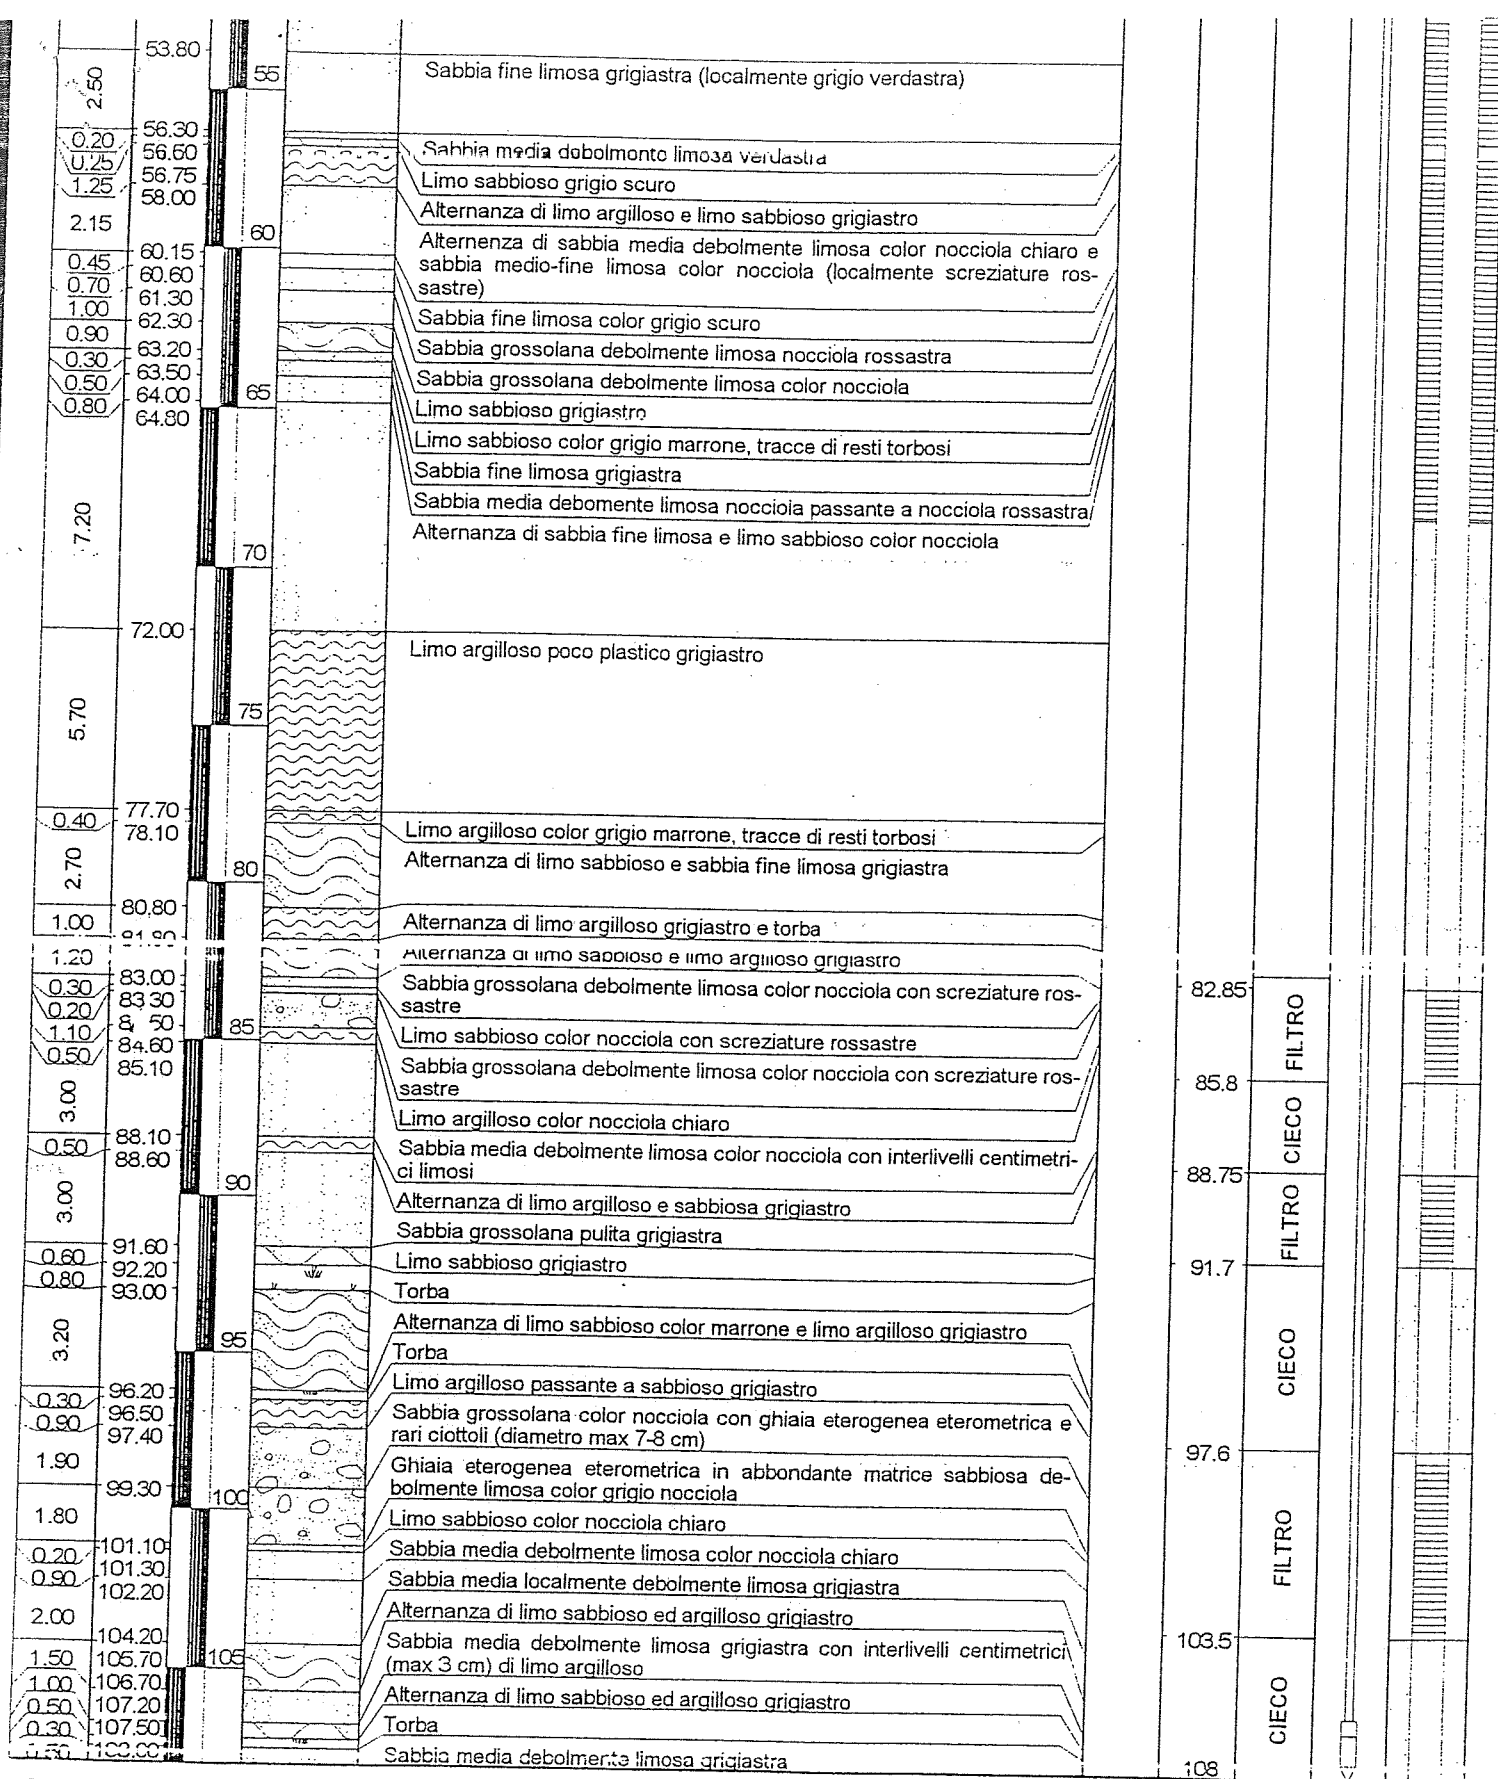 53.80
55
2.50
Sabbia fine limosa grigiastra (localmente grigio verdastra)
56.30
0.20
56.60
Sabbia media debolmente limosa verdastra
0.25
56.75
1.25
58.00
Limo sabbioso grigio scuro
2.15
60
Alternanza di limo argilloso e limo sabbioso grigiastro
60.15
Alternenza di sabbia media debolmente limosa color nocciola chiaro e
0.45
60.60
sabbia medio-fine limosa color nocciola (localmente screziature ros-
0.70
61.30
sastre)
1.00
62.30
Sabbia fine limosa color grigio scuro
0.90
63.20
Sabbia grossolana debolmente limosa nocciola rossastra
0.30
63.50
Sabbia grossolana debolmente limosa color nocciola
0.50
64.00
65
0.80
64.80
Limo sabbioso grigiastro
Limo sabbioso color grigio marrone, tracce di resti torbosi
Sabbia fine limosa grigiastra
Sabbia media debomente limosa nocciola passante a nocciola rossastra
7.20
70
Alternanza di sabbia fine limosa e limo sabbioso color nocciola
72.00
Limo argilloso poco plastico grigiastro
5.70
75
77.70
0.40
78.10
Limo argilloso color grigio marrone, tracce di resti torbosi
2.70
80
Alternanza di limo sabbioso e sabbia fine limosa grigiastra
80.80
1.00
Alternanza di limo argilloso grigiastro e torba
1.20
Alternanza di limo sabbioso e limo argilloso grigiastro
83.00
0.30
83.30
Sabbia grossolana debolmente limosa color nocciola con screziature ros-
sastre
82.85
0.20
50
1.10
84.60
85
Limo sabbioso color nocciola con screziature rossastre
FILTRO
0.50
85.10
Sabbia grossolana debolmente limosa color nocciola con screziature ros-
sastre
85.8
3.00
Limo argilloso color nocciola chiaro
CIECO
88.10
0.50
88.60
Sabbia media debolmente limosa color nocciola con interlivelli centimetri-
ci limosi
88.75
3.00
90
Alternanza di limo argilloso e sabbiosa grigiastro
FILTRO
91.60
Sabbia grossolana pulita grigiastra
0.60
92.20
Limo sabbioso grigiastro
91.7
0.80
93.00
Torba
3.20
95
Alternanza di limo sabbioso color marrone e limo argilloso grigiastro
Torba
CIECO
96.20
0.30
96.50
Limo argilloso passante a sabbioso grigiastro
0.90
97.40
Sabbia grossolana color nocciola con ghiaia eterogenea eterometrica e
rari ciottoli (diametro max 7-8 cm)
97.6
1.90
99.30
100
Ghiaia eterogenea eterometrica in abbondante matrice sabbiosa de-
bolmente limosa color grigio nocciola
1.80
Limo sabbioso color nocciola chiaro
101.10
0.20
101.30
Sabbia media debolmente limosa color nocciola chiaro
FILTRO
0.90
102.20
Sabbia media localmente debolmente limosa grigiastra
2.00
Alternanza di limo sabbioso ed argilloso grigiastro
104.20
103.5
1.50
105.70
105
Sabbia media debolmente limosa grigiastra con interlivelli centimetrici
(max 3 cm) di limo argilloso
1.00
106.70
0.50
107.20
Alternanza di limo sabbioso ed argilloso grigiastro
CIECO
0.30
107.50
Torba
Sabbia media debolmente limosa grigiastra
108